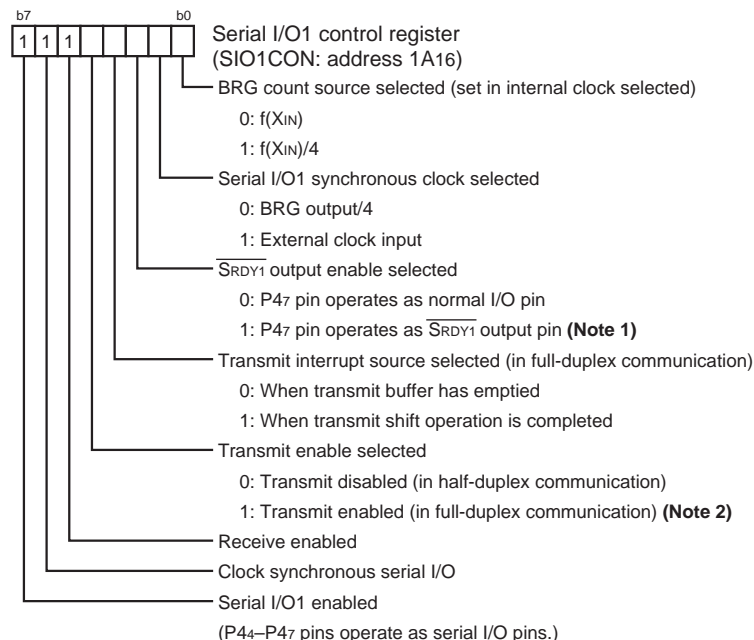 b7 b0
1 1 1 Serial I/O1 control register
(SIO1CON: address 1A16)
BRG count source selected (set in internal clock selected)
0: f(XIN)
1: f(XIN)/4
Serial I/O1 synchronous clock selected
0: BRG output/4
1: External clock input
SRDY1 output enable selected
0: P47 pin operates as normal I/O pin
1: P47 pin operates as SRDY1 output pin (Note 1)
Transmit interrupt source selected (in full-duplex communication)
0: When transmit buffer has emptied
1: When transmit shift operation is completed
Transmit enable selected
0: Transmit disabled (in half-duplex communication)
1: Transmit enabled (in full-duplex communication) (Note 2)
Receive enabled
Clock synchronous serial I/O
Serial I/O1 enabled
(P44–P47 pins operate as serial I/O pins.)